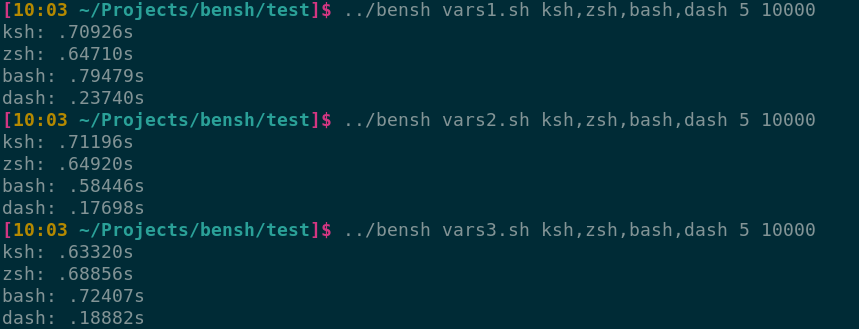 [10:03 ~/Projects/bensh/test]$ ../bensh vars1.sh ksh,zsh,bash,dash 5 10000
ksh: .70926s
zsh: .64710s
bash: .79479s
dash: .23740s
[10:03 ~/Projects/bensh/test]$ ../bensh vars2.sh ksh,zsh,bash,dash 5 10000
ksh: .71196s
zsh: .64920s
bash: .58446s
dash: .17698s
[10:03 ~/Projects/bensh/test]$ ../bensh vars3.sh ksh,zsh,bash,dash 5 10000
ksh: .63320s
zsh: .68856s
bash: .72407s
dash: .18882s